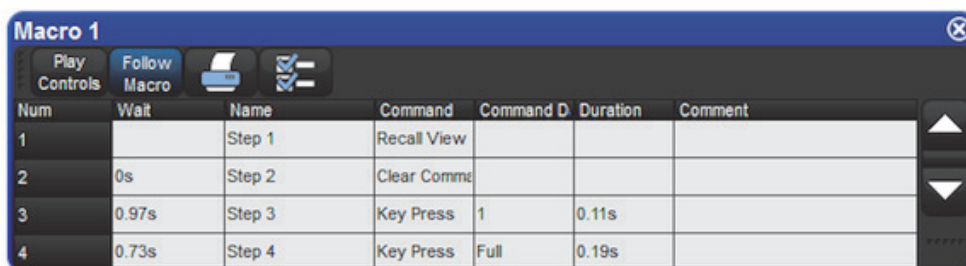 Macro 1
Play Controls Follow Macro
Num Wait Name Command Command D Duration Comment
1 Step 1 Recall View
2 0s Step 2 Clear Comma
3 0.97s Step 3 Key Press 1 0.11s
4 0.73s Step 4 Key Press Full 0.19s